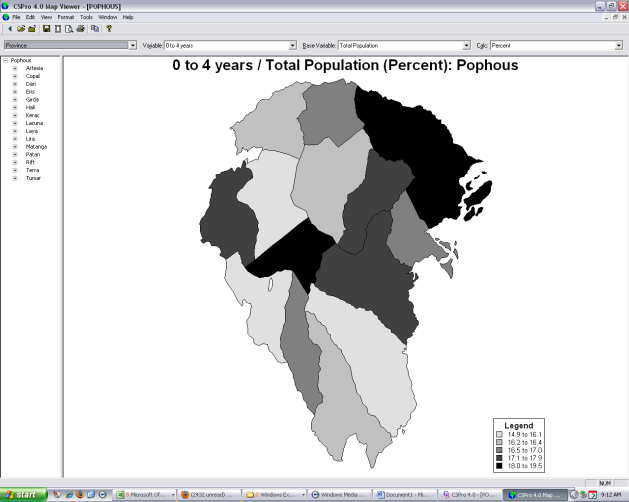 CSPro 4.0 Map Viewer - [POPHOUS]
File Edit View Format Tools Window Help
Province Variable: 0 to 4 years Base Variable: Total Population Calc: Percent
Pophous
Artesia
Copal
Dari
Eris
Girda
Hali
Kerac
Lacuna
Laya
Lira
Matanga
Patan
Rift
Terra
Tumar
0 to 4 years / Total Population (Percent): Pophous
Legend
14.9 to 16.1
16.2 to 16.4
16.5 to 17.0
17.1 to 17.9
18.0 to 19.5
NUM
start
3 Microsoft Of...
(2432 unread) ...
2 Windows Ex...
Windows Media ...
Document1 - Mi...
CSPro 4.0 - [PO...
CSPro 4.0 Map ...
9:12 AM